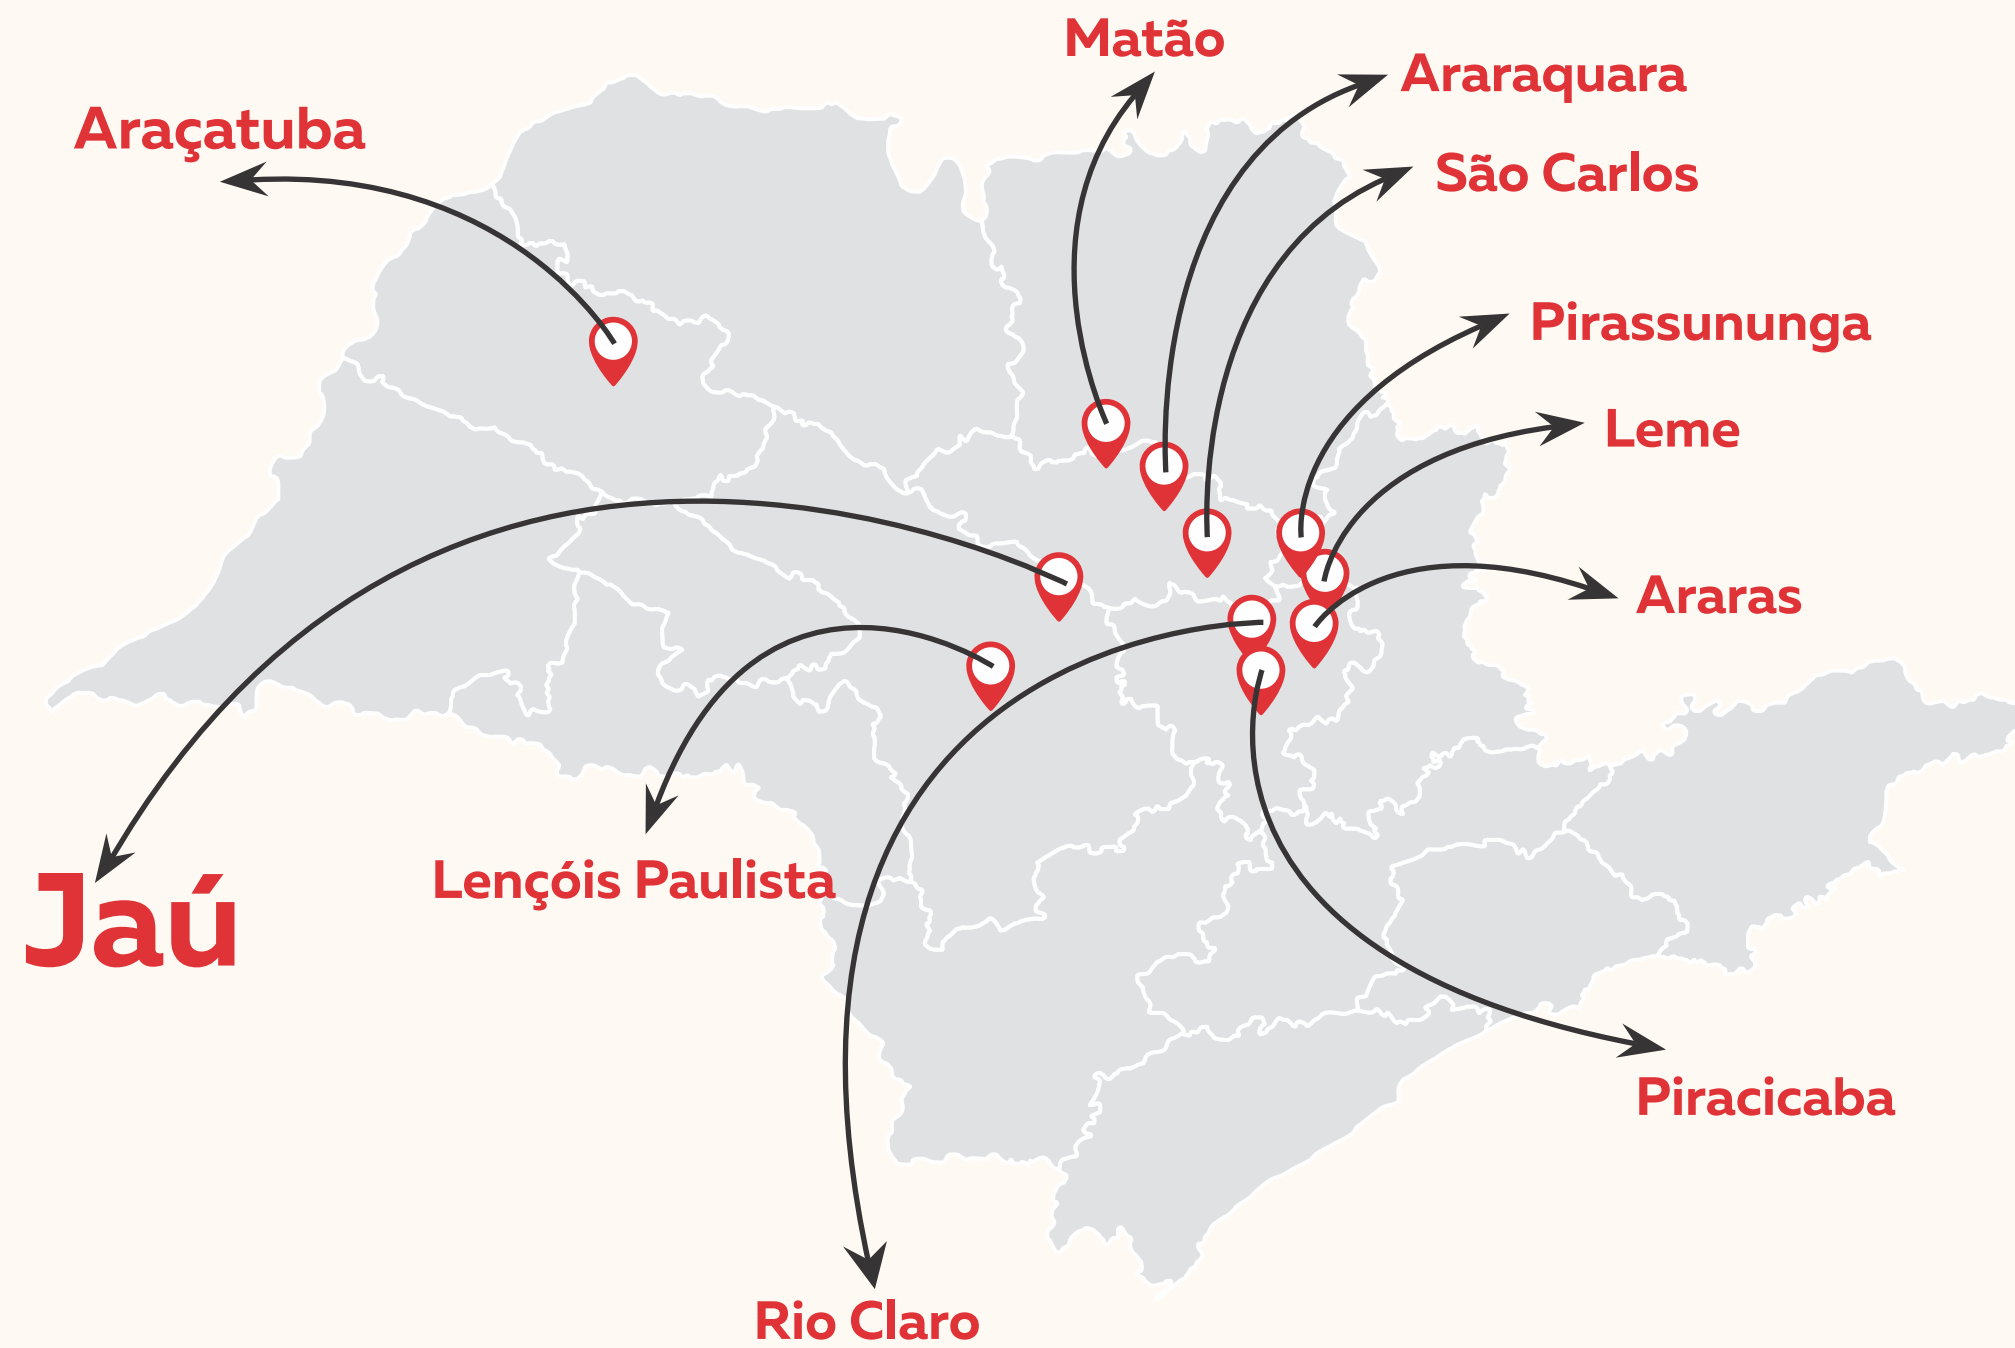 Matão
Araraquara
Araçatuba
São Carlos
Pirassununga
Leme
Araras
Lençóis Paulista
Jaú
Piracicaba
Rio Claro